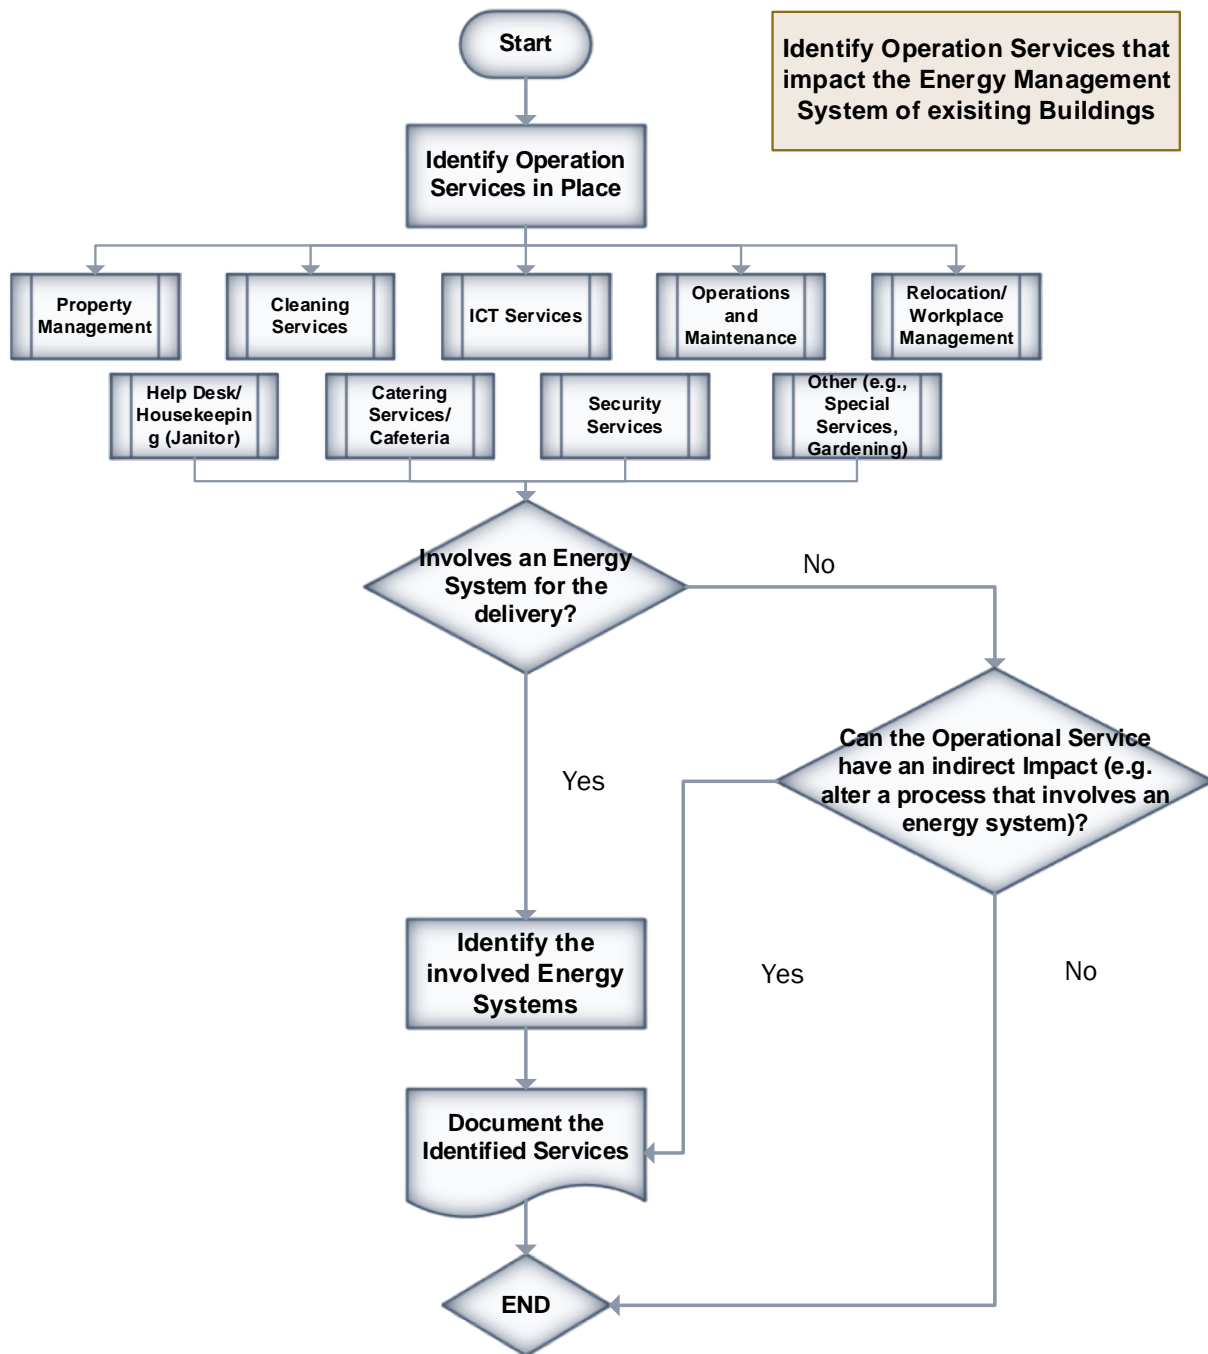 Start
Identify Operation Services that
impact the Energy Management
System of exisiting Buildings
Identify Operation
Services in Place
Property
Management
Cleaning
Services
ICT Services
Operations
and
Maintenance
Relocation/
Workplace
Management
Help Desk/
Housekeepin
g (Janitor)
Catering
Services/
Cafeteria
Security
Services
Other (e.g.,
Special
Services,
Gardening)
Involves an Energy
System for the
delivery?
No
Can the Operational Service
have an indirect Impact (e.g.
alter a process that involves an
energy system)?
Yes
Identify the
involved Energy
Systems
Yes
No
Document the
Identified Services
END